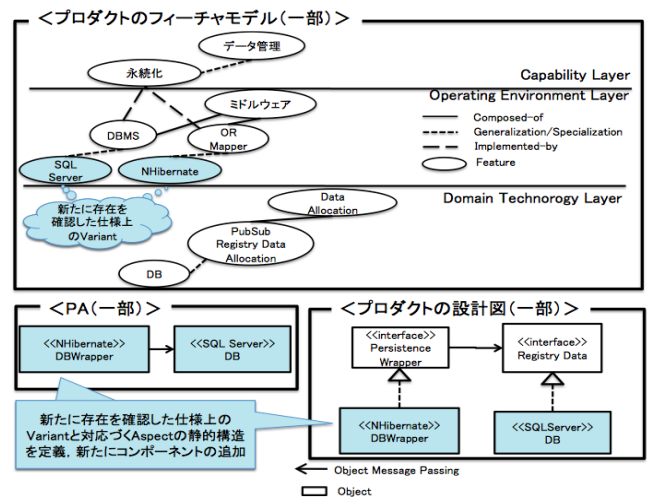 ＜プロダクトのフィーチャモデル(一部)＞
データ管理
永続化
Capability Layer
Operating Environment Layer
ミドルウェア
Composed-of
Generalization/Specialization
Implemented-by
Feature
DBMS
OR
Mapper
SQL
Server
NHibernate
Domain Technorogy Layer
新たに存在を
確認した仕様上
のVariant
Data
Allocation
PubSub
Registry Data
Allocation
DB
＜PA(一部)＞
<<NHibernate>>
DBWrapper
<<SQL Server>>
DB
＜プロダクトの設計図(一部)＞
<<interface>>
Persistence
Wrapper
<<interface>>
Registry Data
<<NHibernate>>
DBWrapper
<<SQLServer>>
DB
新たに存在を確認した仕様上の
Variantと対応づくAspectの静的構造
を定義．新たにコンポーネントの追加
Object Message Passing
Object